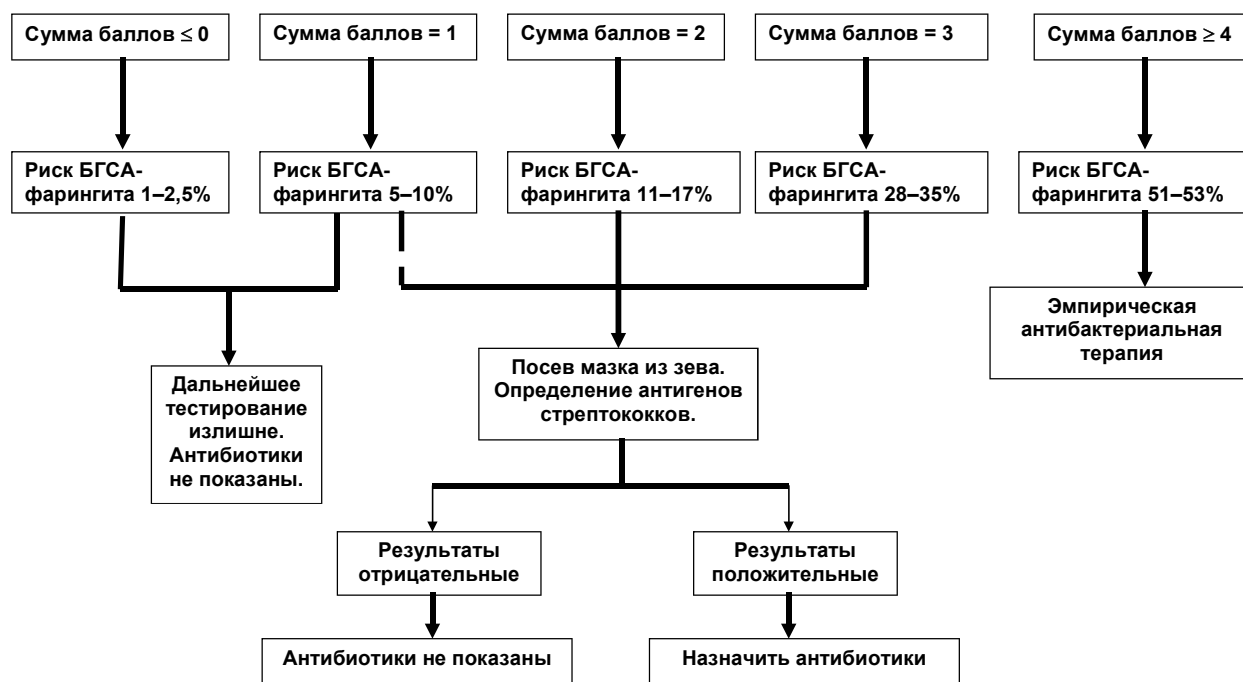 Сумма баллов ≤ 0
Сумма баллов = 1
Сумма баллов = 2
Сумма баллов = 3
Сумма баллов ≥ 4
Риск БГСА-
фарингита 1–2,5%
Риск БГСА-
фарингита 5–10%
Риск БГСА-
фарингита 11–17%
Риск БГСА-
фарингита 28–35%
Риск БГСА-
фарингита 51–53%
Эмпирическая
антибактериальная
терапия
Посев мазка из зева.
Определение антигенов
стрептококков.
Дальнейшее
тестирование
излишне.
Антибиотики
не показаны.
Результаты
отрицательные
Результаты
положительные
Антибиотики не показаны
Назначить антибиотики